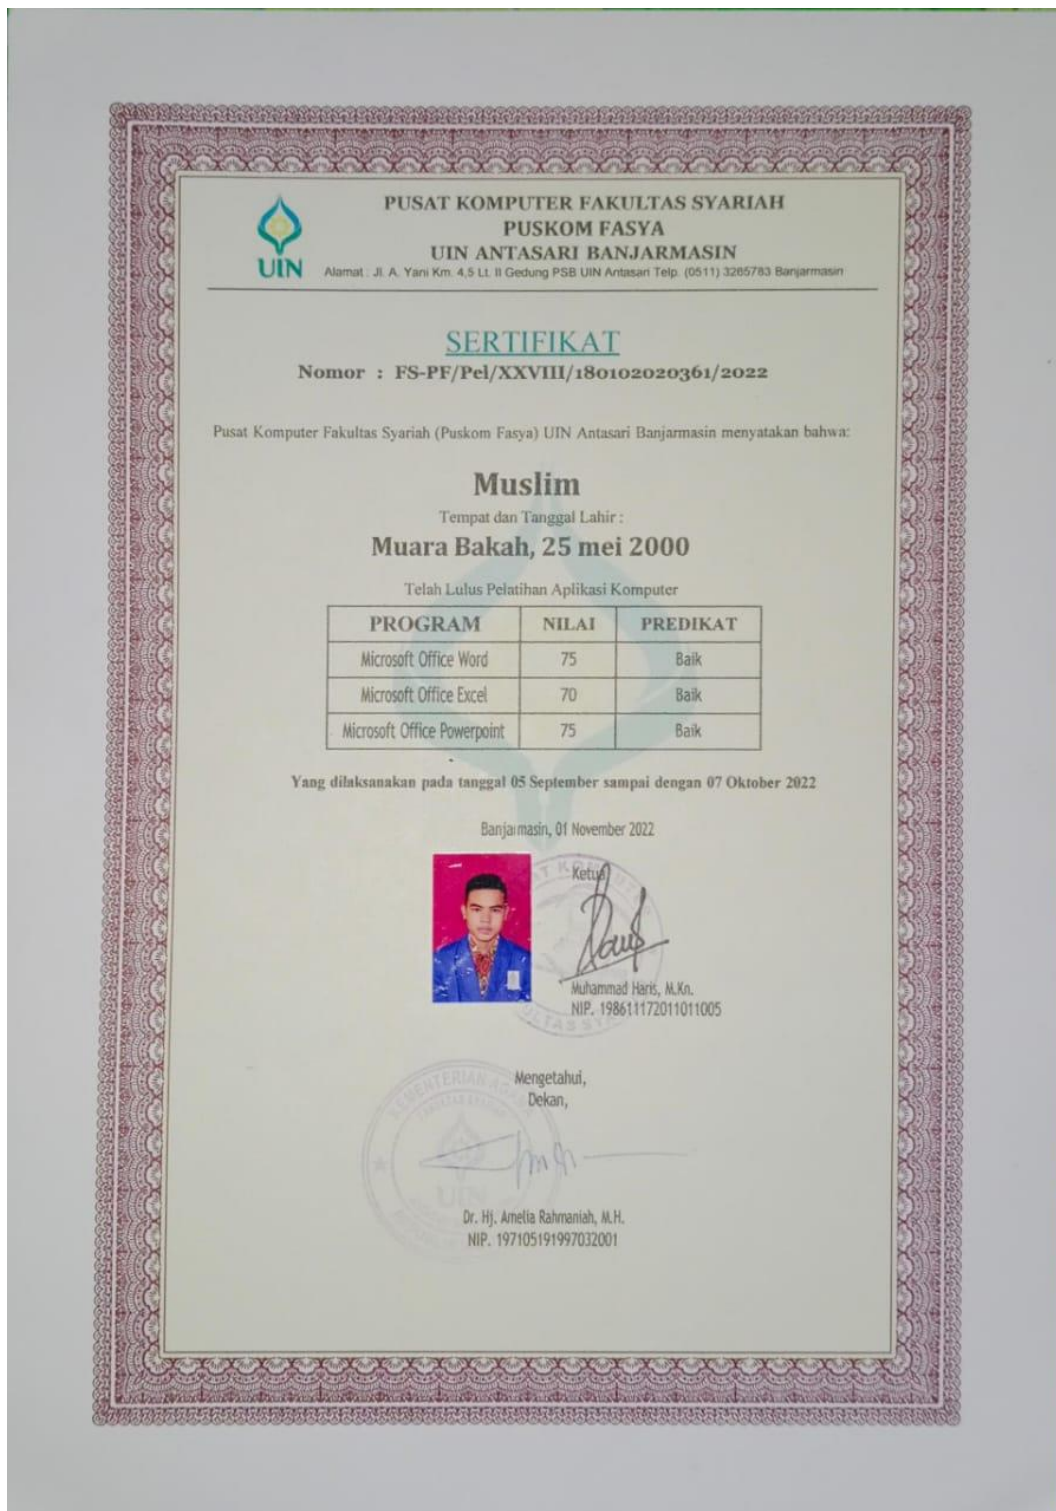 PUSAT KOMPUTER FAKULTAS SYARIAH
PUSKOM FASYA
UIN ANTASARI BANJARMASIN
UIN
Alamat : Jl. A. Yani Km. 4,5 Lt. II Gedung PSB UIN Antasari Telp. (0511) 3265783 Banjarmasin
SERTIFIKAT
Nomor : FS-PF/Pel/XXVIII/180102020361/2022
Pusat Komputer Fakultas Syariah (Puskom Fasya) UIN Antasari Banjarmasin menyatakan bahwa:
Muslim
Tempat dan Tanggal Lahir :
Muara Bakah, 25 mei 2000
Telah Lulus Pelatihan Aplikasi Komputer
PROGRAM NILAI PREDIKAT
Microsoft Office Word 75 Baik
Microsoft Office Excel 70 Baik
Microsoft Office Powerpoint 75 Baik
Yang dilaksanakan pada tanggal 05 September sampai dengan 07 Oktober 2022
Banjarmasin, 01 November 2022
Ketua
Muhammad Haris, M.Kn.
NIP. 198611172011011005
Mengetahui,
Dekan,
KEMENTERIAN AGAMA
UIN
Dr. Hj. Amelia Rahmaniah, M.H.
NIP. 197105191997032001